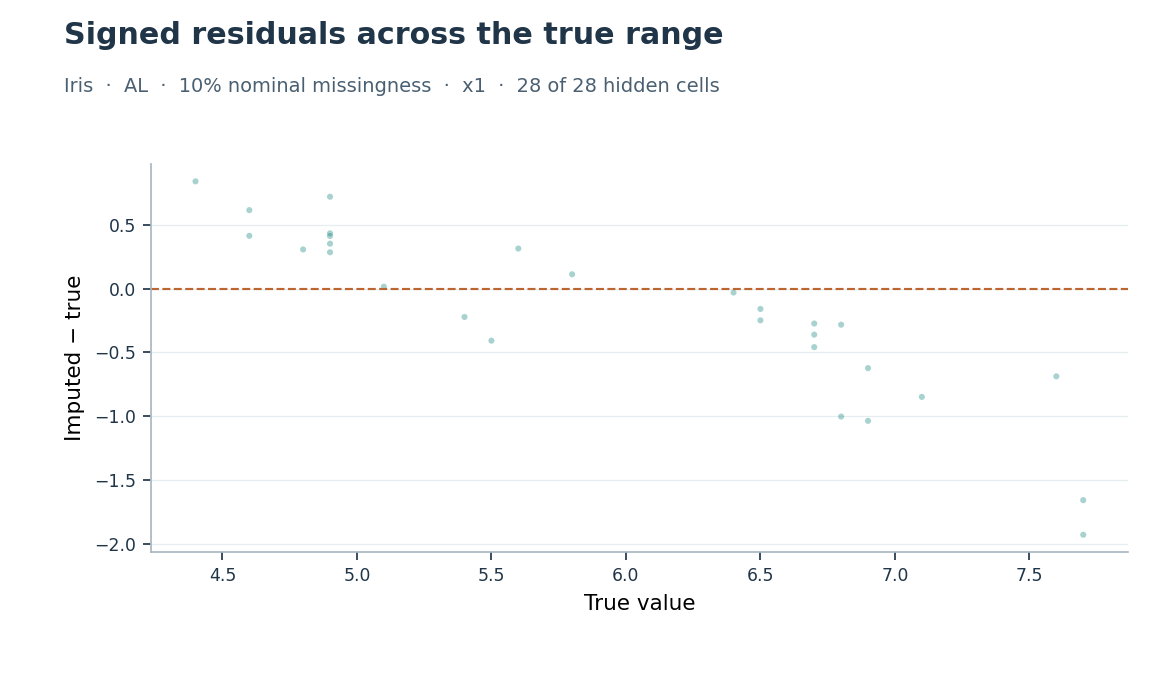 Signed residuals across the true range
Iris · AL · 10% nominal missingness · x1 · 28 of 28 hidden cells
Imputed − true
0.5
0.0
−0.5
−1.0
−1.5
−2.0
4.5 5.0 5.5 6.0 6.5 7.0 7.5
True value